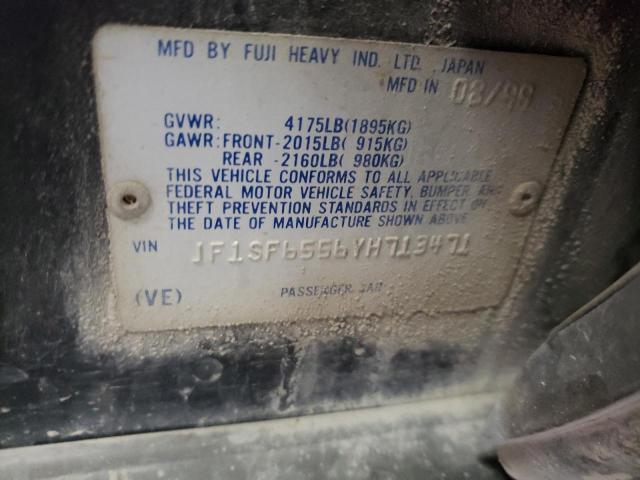 MFD BY FUJI HEAVY IND. LTD. JAPAN
MFD IN 08/99
GVWR: 4175LB(1895KG)
GAWR:FRONT-2015LB( 915KG)
REAR -2160LB( 980KG)
THIS VEHICLE CONFORMS TO ALL APPLICABLE
FEDERAL MOTOR VEHICLE SAFETY, BUMPER AND
THEFT PREVENTION STANDARDS IN EFFECT ON
THE DATE OF MANUFACTURE SHOWN ABOVE
VIN JF1SF6556YH713471
(VE) PASSENGER CAR